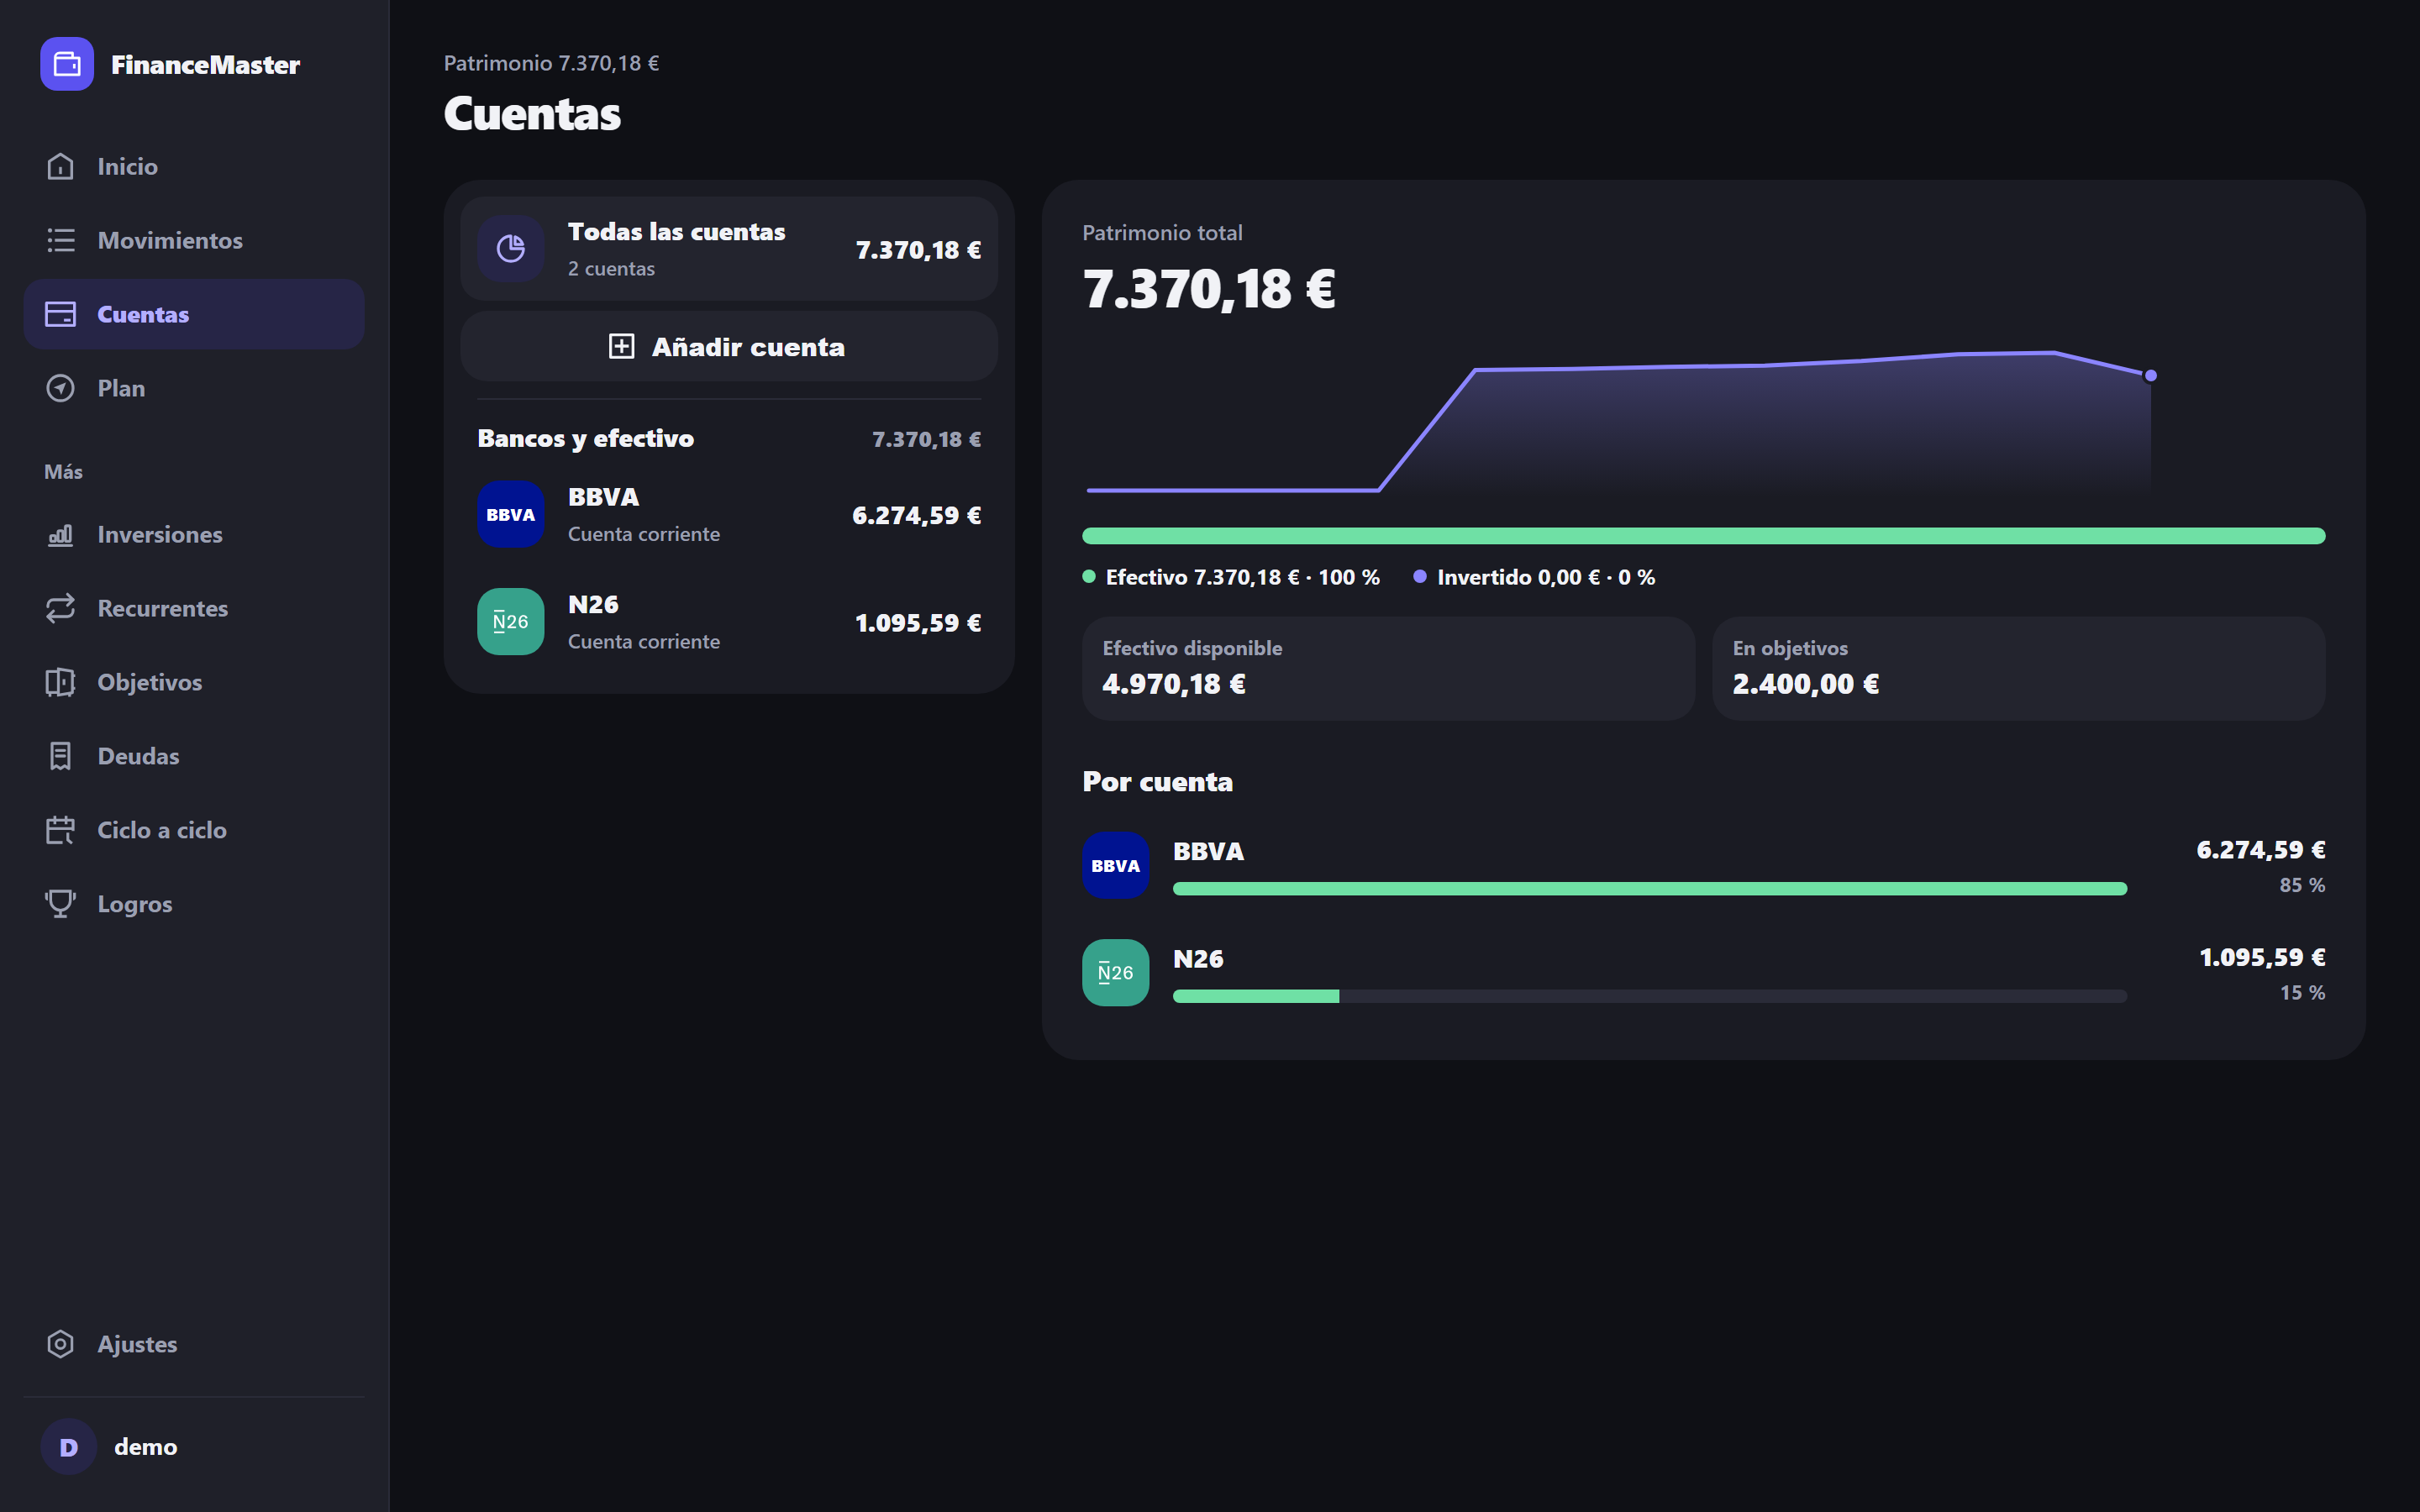 FinanceMaster
Inicio
Movimientos
Cuentas
Plan
Más
Inversiones
Recurrentes
Objetivos
Deudas
Ciclo a ciclo
Logros
Ajustes
D demo
Patrimonio 7.370,18 €
Cuentas
Todas las cuentas
2 cuentas
7.370,18 €
Añadir cuenta
Bancos y efectivo 7.370,18 €
BBVA
BBVA
Cuenta corriente
6.274,59 €
N26
N26
Cuenta corriente
1.095,59 €
Patrimonio total
7.370,18 €
Efectivo 7.370,18 € · 100 % Invertido 0,00 € · 0 %
Efectivo disponible
4.970,18 €
En objetivos
2.400,00 €
Por cuenta
BBVA
BBVA
6.274,59 €
85 %
N26
N26
1.095,59 €
15 %